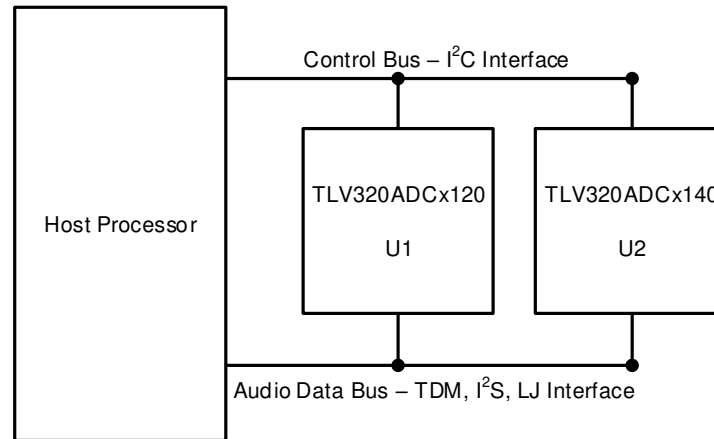 Control Bus – I²C Interface
Host Processor
TLV320ADCx120
U1
TLV320ADCx140
U2
Audio Data Bus – TDM, I²S, LJ Interface